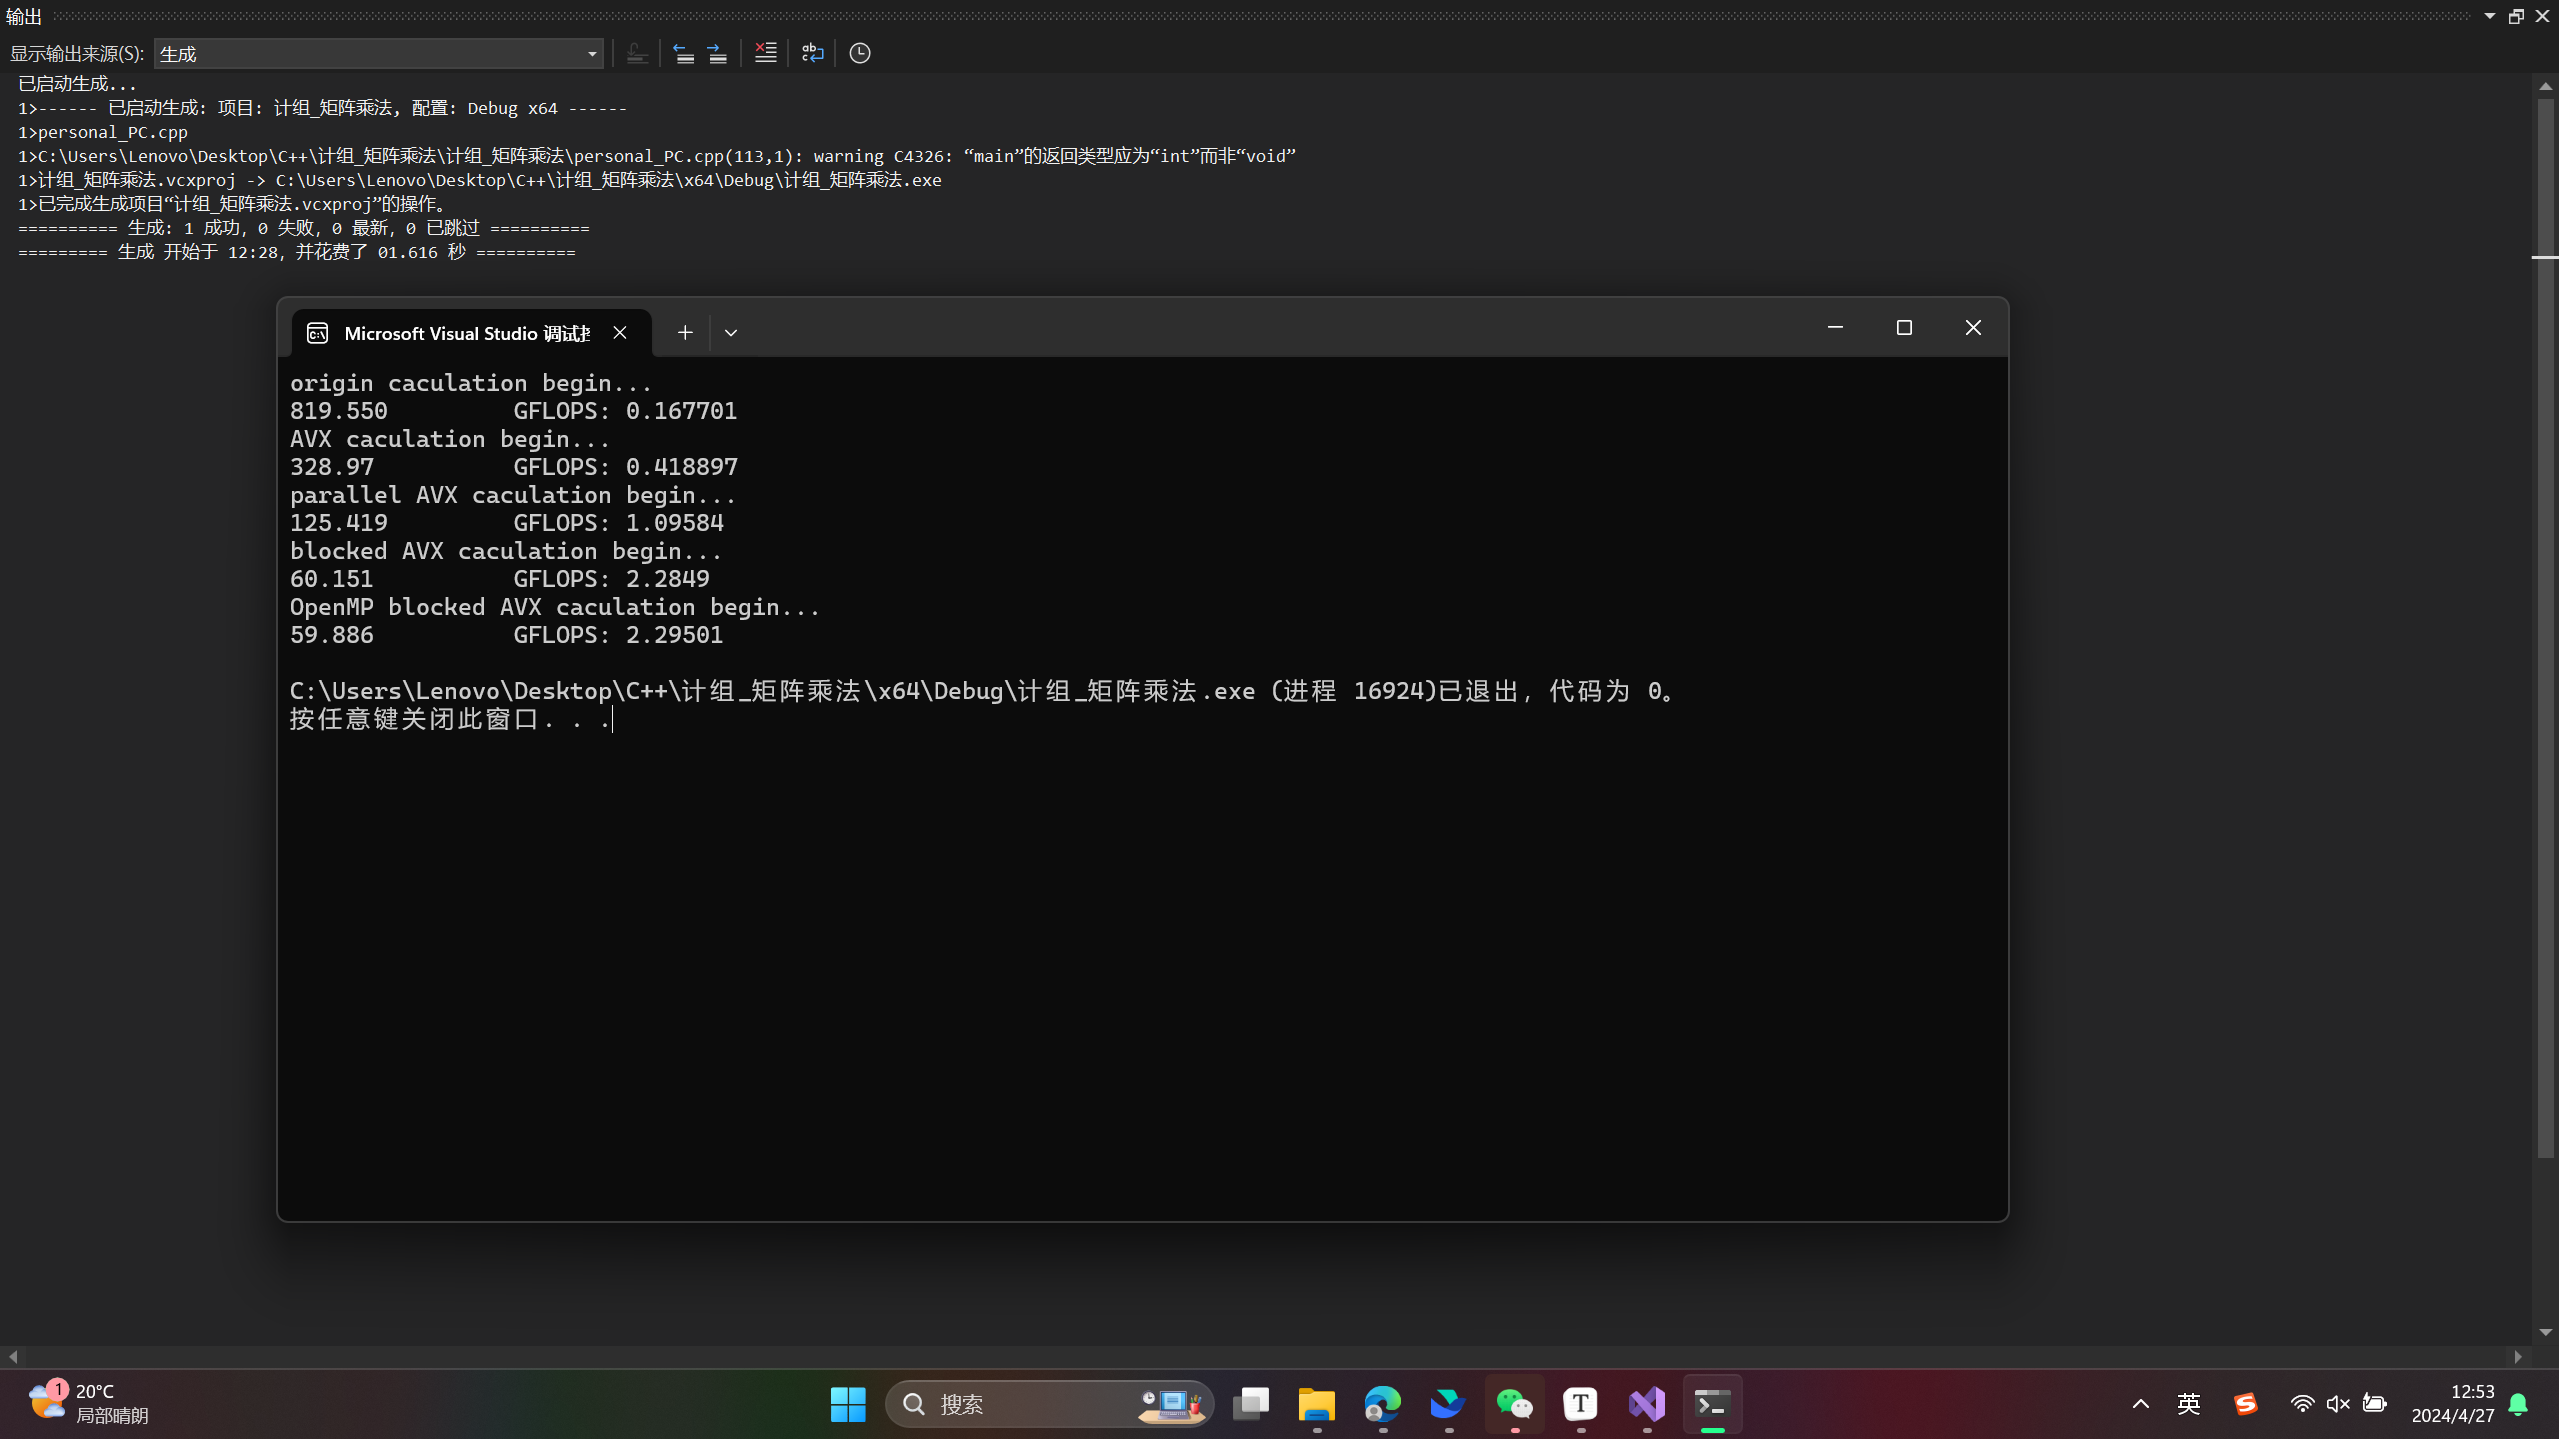 输出
显示输出来源(S): 生成
已启动生成...
1>------ 已启动生成: 项目: 计组_矩阵乘法, 配置: Debug x64 ------
1>personal_PC.cpp
1>C:\Users\Lenovo\Desktop\C++\计组_矩阵乘法\计组_矩阵乘法\personal_PC.cpp(113,1): warning C4326: “main”的返回类型应为“int”而非“void”
1>计组_矩阵乘法.vcxproj -> C:\Users\Lenovo\Desktop\C++\计组_矩阵乘法\x64\Debug\计组_矩阵乘法.exe
1>已完成生成项目“计组_矩阵乘法.vcxproj”的操作。
========== 生成: 1 成功，0 失败，0 最新，0 已跳过 ==========
========= 生成 开始于 12:28，并花费了 01.616 秒 ==========
Microsoft Visual Studio 调试
origin caculation begin...
819.550 GFLOPS: 0.167701
AVX caculation begin...
328.97 GFLOPS: 0.418897
parallel AVX caculation begin...
125.419 GFLOPS: 1.09584
blocked AVX caculation begin...
60.151 GFLOPS: 2.2849
OpenMP blocked AVX caculation begin...
59.886 GFLOPS: 2.29501
C:\Users\Lenovo\Desktop\C++\计组_矩阵乘法\x64\Debug\计组_矩阵乘法.exe (进程 16924)已退出，代码为 0。
按任意键关闭此窗口. . .
1
20°C
局部晴朗
搜索
英
12:53
2024/4/27